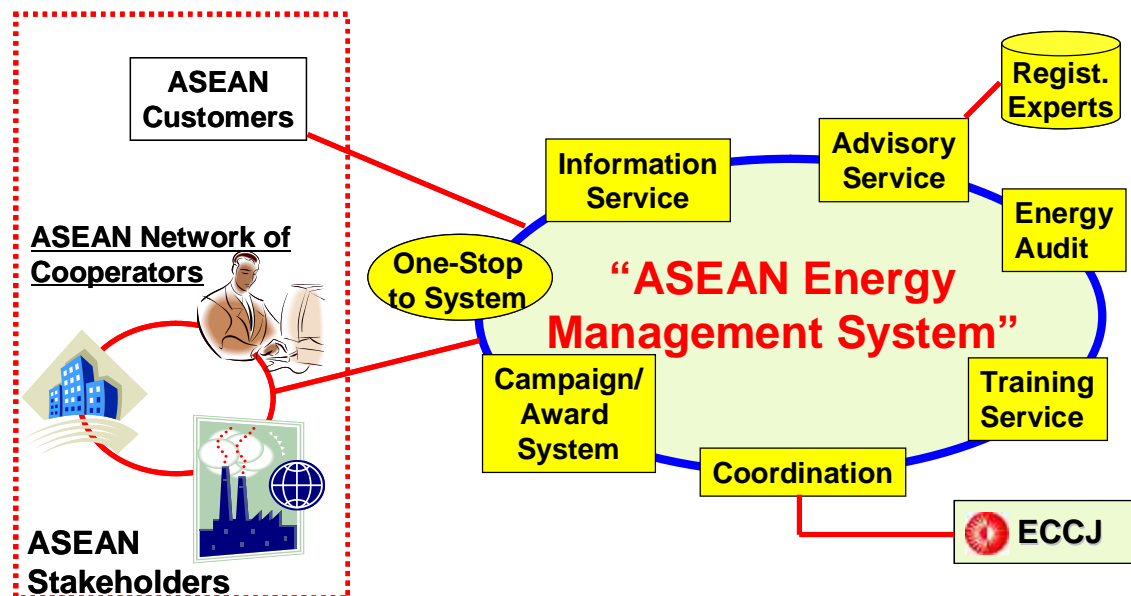 ASEAN
Customers
ASEAN Network of
Cooperators
ASEAN
Stakeholders
One-Stop
to System
Information
Service
Advisory
Service
Regist.
Experts
Energy
Audit
“ASEAN Energy
Management System”
Campaign/
Award
System
Training
Service
Coordination
ECCJ